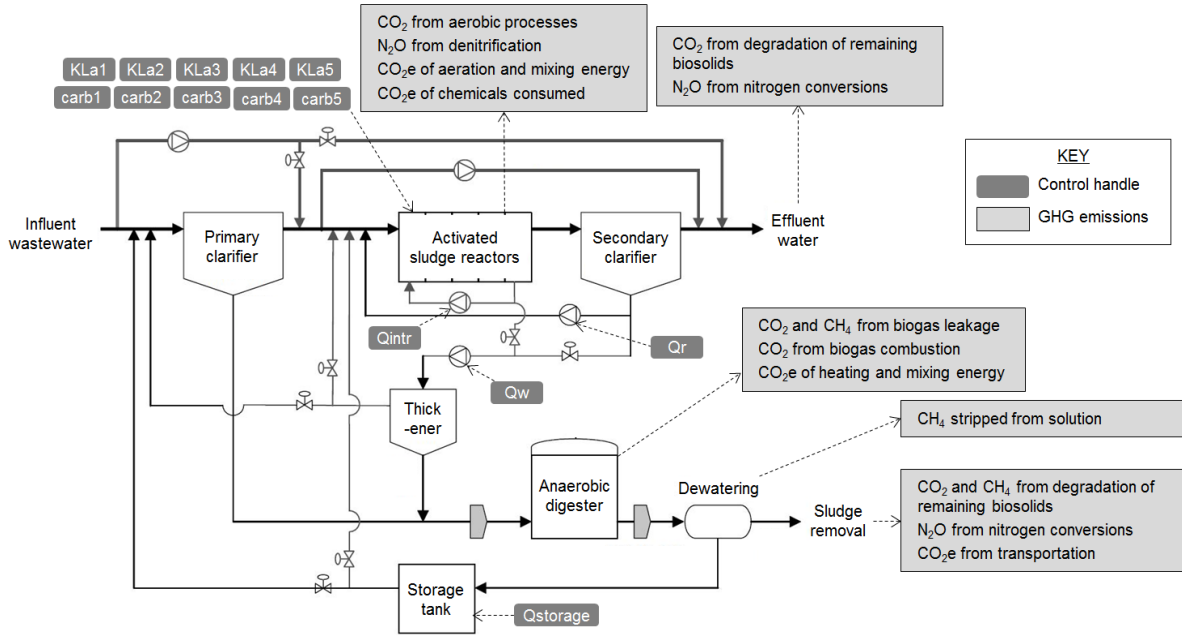 CO₂ from aerobic processes
N₂O from denitrification
CO₂e of aeration and mixing energy
CO₂e of chemicals consumed
CO₂ from degradation of remaining
biosolids
N₂O from nitrogen conversions
KLa1 KLa2 KLa3 KLa4 KLa5
carb1 carb2 carb3 carb4 carb5
KEY
Control handle
GHG emissions
Influent
wastewater
Primary
clarifier
Activated
sludge reactors
Secondary
clarifier
Effluent
water
Qintr
Qr
Qw
CO₂ and CH₄ from biogas leakage
CO₂ from biogas combustion
CO₂e of heating and mixing energy
Thick
-ener
CH₄ stripped from solution
Anaerobic
digester
Dewatering
Sludge
removal
CO₂ and CH₄ from degradation of
remaining biosolids
N₂O from nitrogen conversions
CO₂e from transportation
Storage
tank
Qstorage